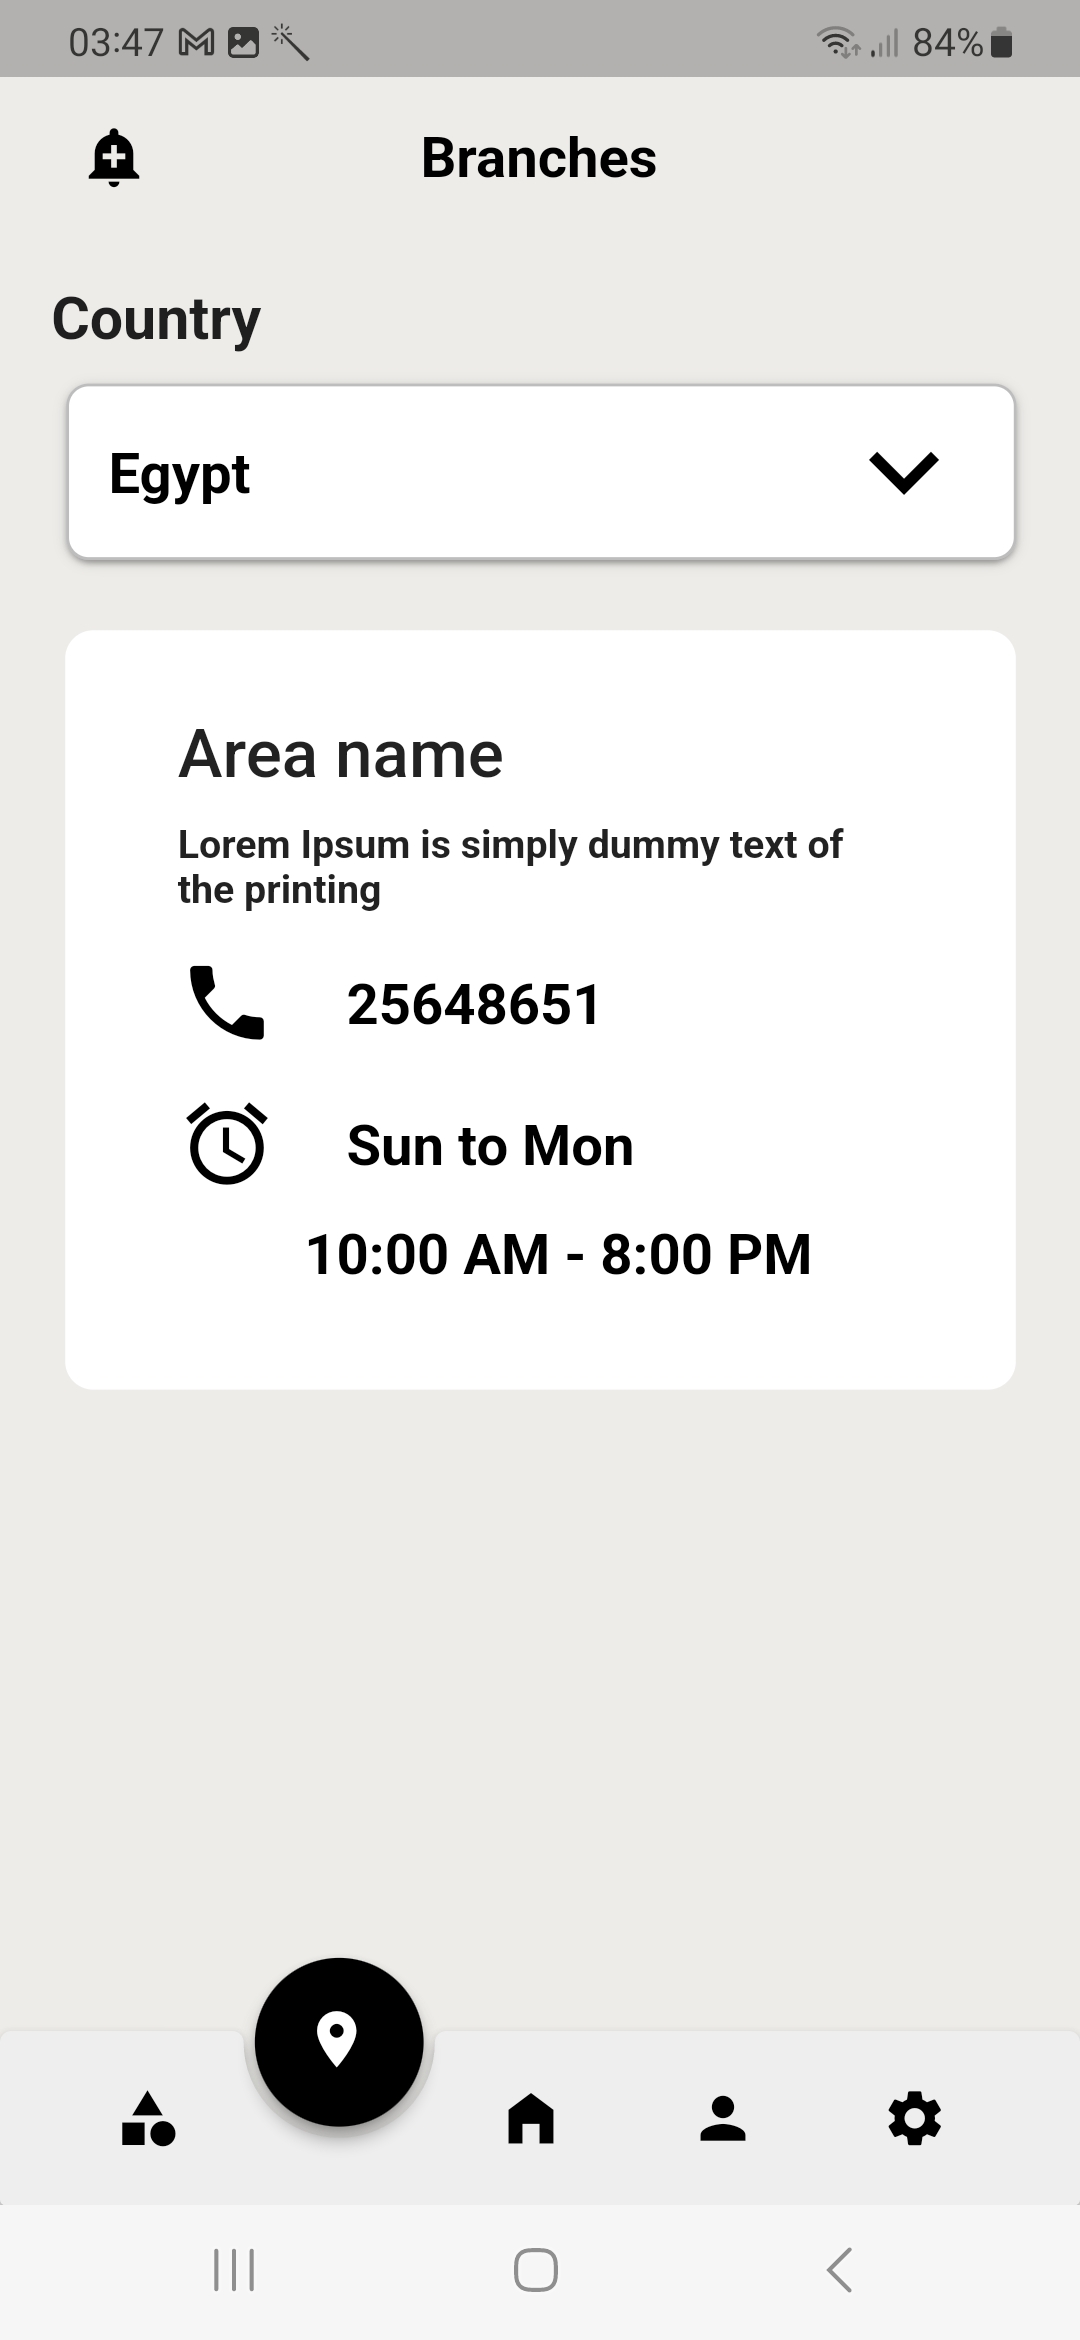 03:47
84%
Branches
Country
Egypt
Area name
Lorem Ipsum is simply dummy text of
the printing
25648651
Sun to Mon
10:00 AM - 8:00 PM